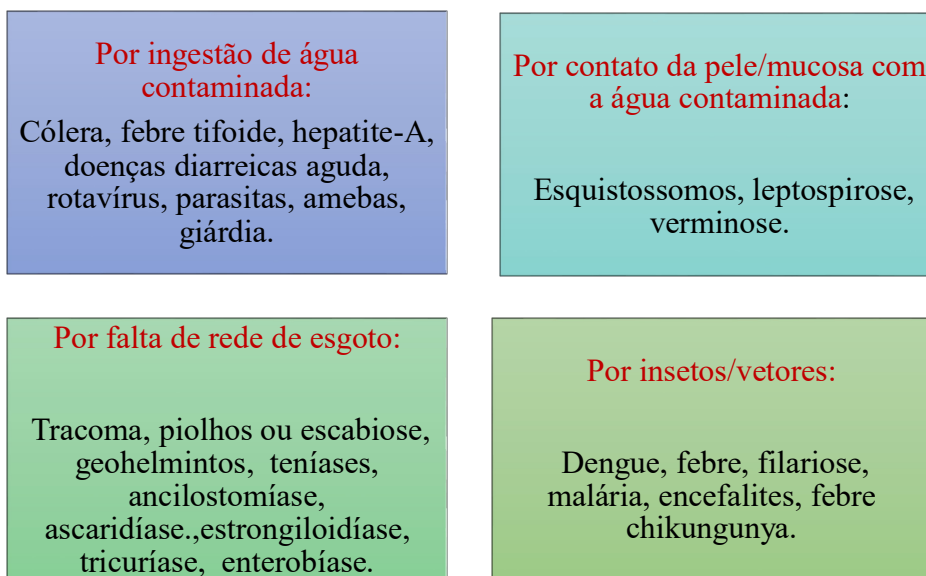 Por ingestão de água
contaminada:
Cólera, febre tifoide, hepatite-A,
doenças diarreicas aguda,
rotavírus, parasitas, amebas,
giárdia.
Por contato da pele/mucosa com
a água contaminada:
Esquistossomos, leptospirose,
verminose.
Por falta de rede de esgoto:
Tracoma, piolhos ou escabiose,
geohelmintos, teníases,
ancilostomíase,
ascaridíase.,estrongiloidíase,
tricuríase, enterobíase.
Por insetos/vetores:
Dengue, febre, filariose,
malária, encefalites, febre
chikungunya.